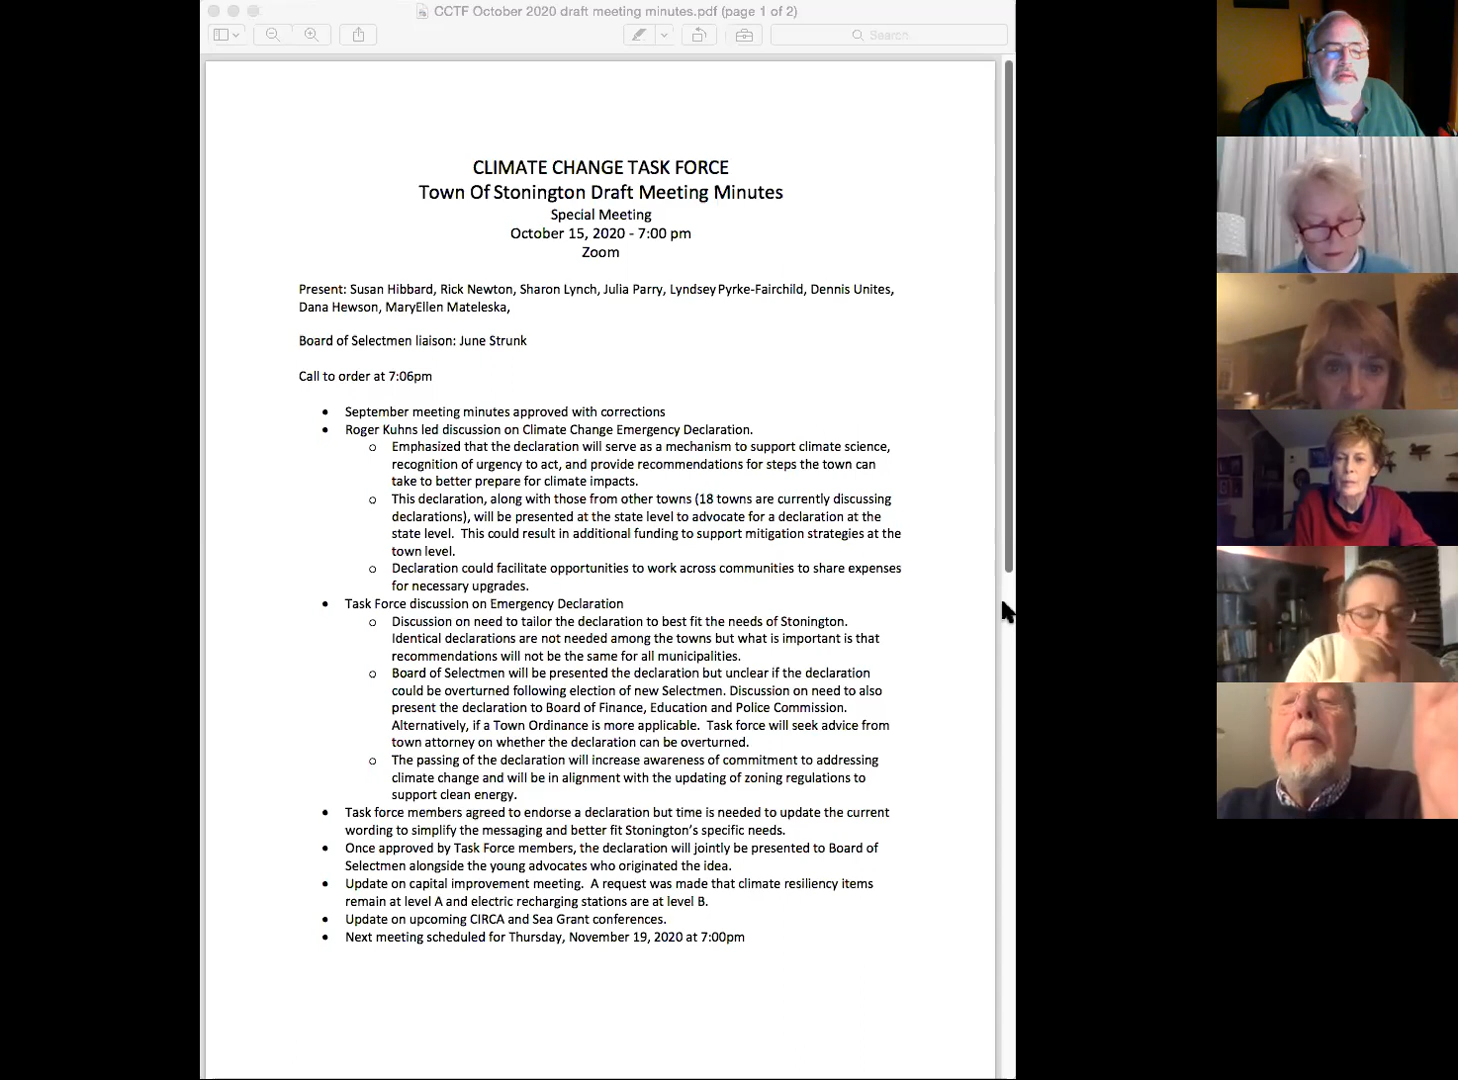 CCTF October 2020 draft meeting minutes.pdf (page 1 of 2)
Search
CLIMATE CHANGE TASK FORCE
Town Of Stonington Draft Meeting Minutes
Special Meeting
October 15, 2020 - 7:00 pm
Zoom
Present: Susan Hibbard, Rick Newton, Sharon Lynch, Julia Parry, Lyndsey Pyrke-Fairchild, Dennis Unites,
Dana Hewson, MaryEllen Mateleska,
Board of Selectmen liaison: June Strunk
Call to order at 7:06pm
• September meeting minutes approved with corrections
• Roger Kuhns led discussion on Climate Change Emergency Declaration.
o Emphasized that the declaration will serve as a mechanism to support climate science,
recognition of urgency to act, and provide recommendations for steps the town can
take to better prepare for climate impacts.
o This declaration, along with those from other towns (18 towns are currently discussing
declarations), will be presented at the state level to advocate for a declaration at the
state level. This could result in additional funding to support mitigation strategies at the
town level.
o Declaration could facilitate opportunities to work across communities to share expenses
for necessary upgrades.
• Task Force discussion on Emergency Declaration
o Discussion on need to tailor the declaration to best fit the needs of Stonington.
Identical declarations are not needed among the towns but what is important is that
recommendations will not be the same for all municipalities.
o Board of Selectmen will be presented the declaration but unclear if the declaration
could be overturned following election of new Selectmen. Discussion on need to also
present the declaration to Board of Finance, Education and Police Commission.
Alternatively, if a Town Ordinance is more applicable. Task force will seek advice from
town attorney on whether the declaration can be overturned.
o The passing of the declaration will increase awareness of commitment to addressing
climate change and will be in alignment with the updating of zoning regulations to
support clean energy.
• Task force members agreed to endorse a declaration but time is needed to update the current
wording to simplify the messaging and better fit Stonington’s specific needs.
• Once approved by Task Force members, the declaration will jointly be presented to Board of
Selectmen alongside the young advocates who originated the idea.
• Update on capital improvement meeting. A request was made that climate resiliency items
remain at level A and electric recharging stations are at level B.
• Update on upcoming CIRCA and Sea Grant conferences.
• Next meeting scheduled for Thursday, November 19, 2020 at 7:00pm